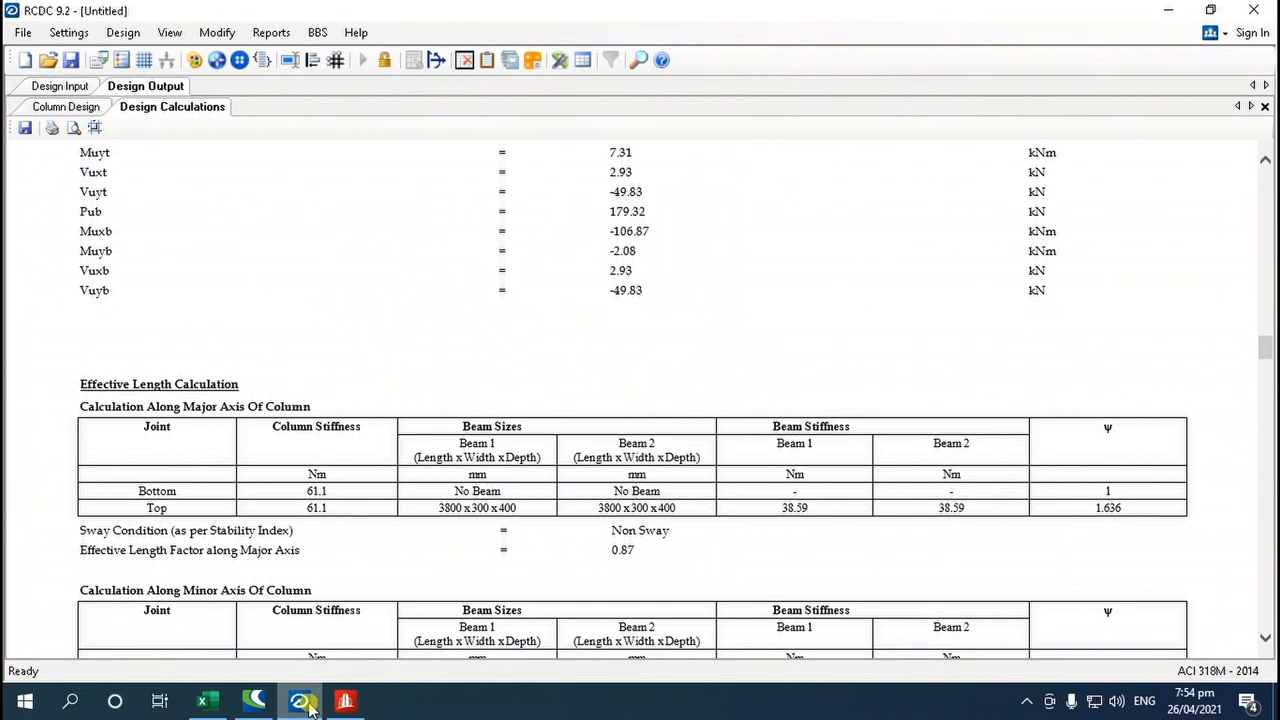 RCDC 9.2 - [Untitled]
File Settings Design View Modify Reports BBS Help Sign In
Design Input Design Output
Column Design Design Calculations
Muyt = 7.31 kNm
Vuxt = 2.93 kN
Vuyt = -49.83 kN
Pub = 179.32 kN
Muxb = -106.87 kNm
Muyb = -2.08 kNm
Vuxb = 2.93 kN
Vuyb = -49.83 kN
Effective Length Calculation
Calculation Along Major Axis Of Column
Joint Column Stiffness Beam Sizes Beam Stiffness ψ
Beam 1 Beam 2 Beam 1 Beam 2
(Length x Width x Depth) (Length x Width x Depth)
Nm mm mm Nm Nm
Bottom 61.1 No Beam No Beam - - 1
Top 61.1 3800 x 300 x 400 3800 x 300 x 400 38.59 38.59 1.636
Sway Condition (as per Stability Index) = Non Sway
Effective Length Factor along Major Axis = 0.87
Calculation Along Minor Axis Of Column
Joint Column Stiffness Beam Sizes Beam Stiffness ψ
Beam 1 Beam 2 Beam 1 Beam 2
(Length x Width x Depth) (Length x Width x Depth)
Nm mm mm Nm Nm
Ready ACI 318M - 2014
ENG 7:54 pm
26/04/2021 4